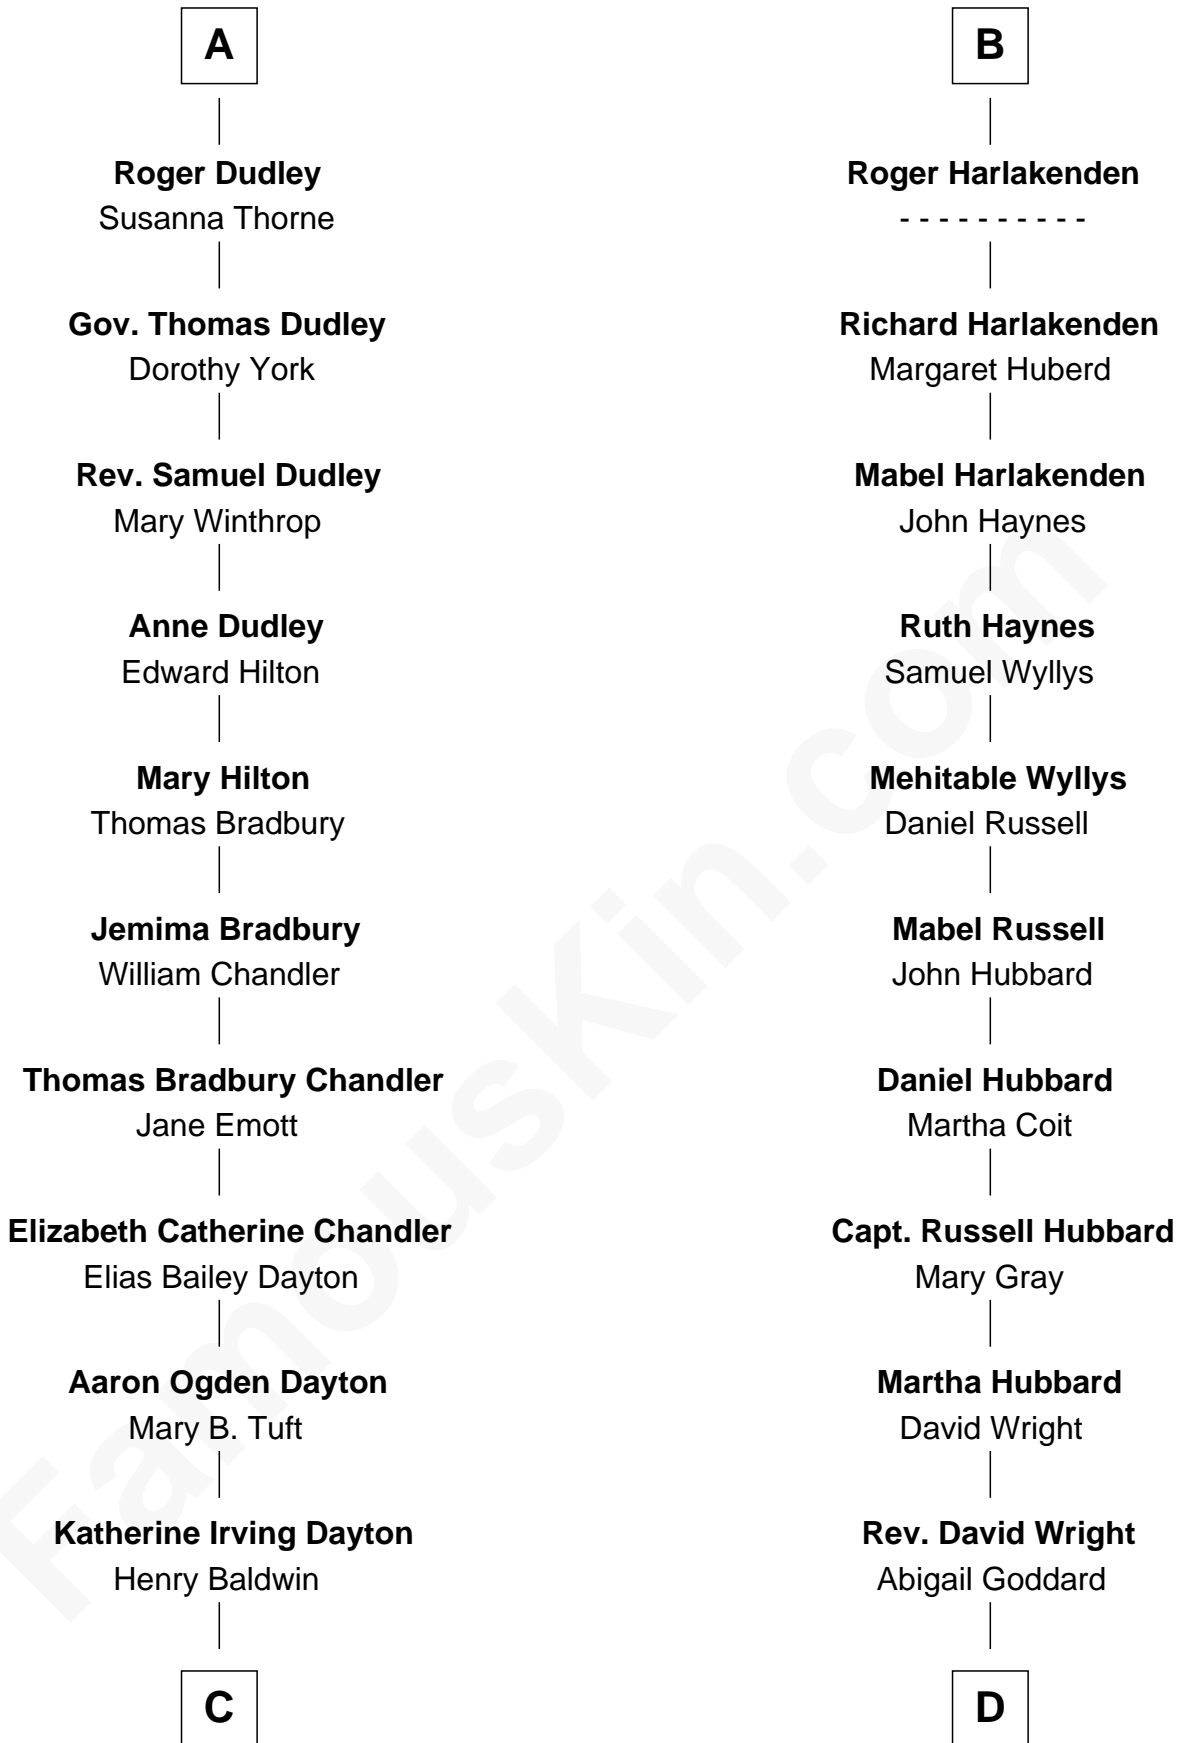 A
Roger Dudley
Susanna Thorne
Gov. Thomas Dudley
Dorothy York
Rev. Samuel Dudley
Mary Winthrop
Anne Dudley
Edward Hilton
Mary Hilton
Thomas Bradbury
Jemima Bradbury
William Chandler
Thomas Bradbury Chandler
Jane Emott
Elizabeth Catherine Chandler
Elias Bailey Dayton
Aaron Ogden Dayton
Mary B. Tuft
Katherine Irving Dayton
Henry Baldwin
C
B
Roger Harlakenden
- - - - - - - - - -
Richard Harlakenden
Margaret Huberd
Mabel Harlakenden
John Haynes
Ruth Haynes
Samuel Wyllys
Mehitable Wyllys
Daniel Russell
Mabel Russell
John Hubbard
Daniel Hubbard
Martha Coit
Capt. Russell Hubbard
Mary Gray
Martha Hubbard
David Wright
Rev. David Wright
Abigail Goddard
D
FamousKin.com